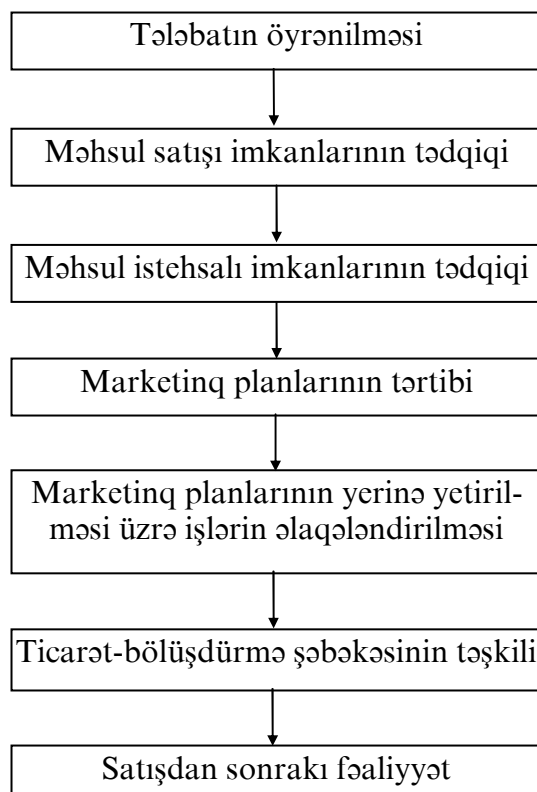 Tələbatın öyrənilməsi
Məhsul satışı imkanlarının tədqiqi
Məhsul istehsalı imkanlarının tədqiqi
Marketinq planlarının tərtibi
Marketinq planlarının yerinə yetiril-
məsi üzrə işlərin əlaqələndirilməsi
Ticarət-bölüşdürmə şəbəkəsinin təşkili
Satışdan sonrakı fəaliyyət